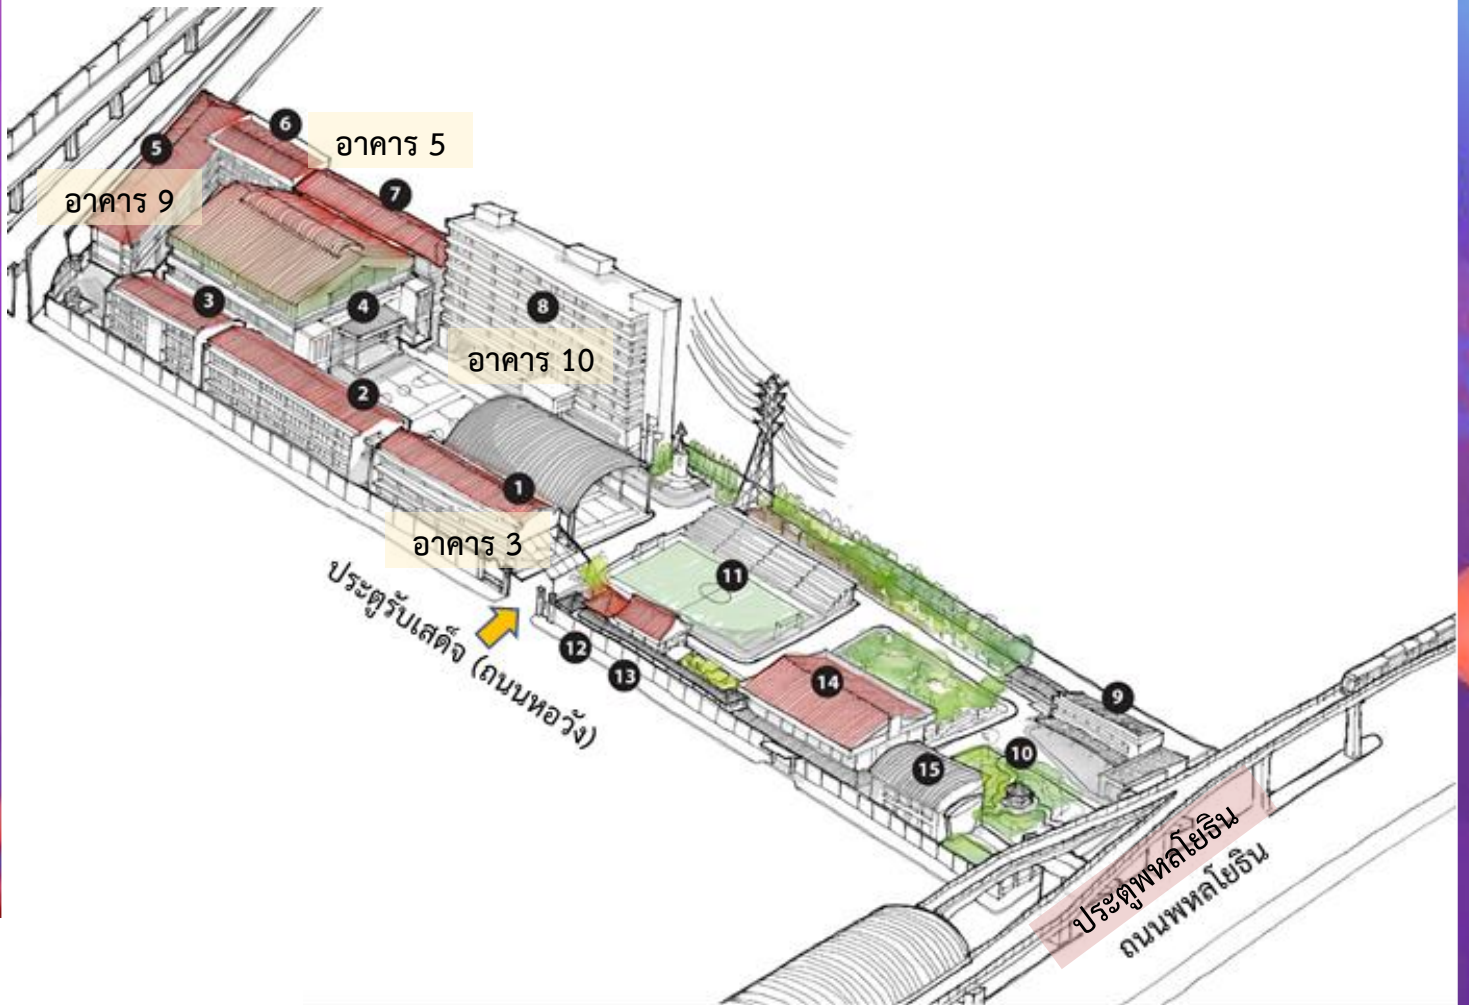 6
อาคาร 5
5
7
อาคาร 9
3
4
8
อาคาร 10
2
1
อาคาร 3
ประตูรับเสด็จ (ถนนหอวัง)
11
12
13
14
9
10
15
ประตูพหลโยธิน
ถนนพหลโยธิน